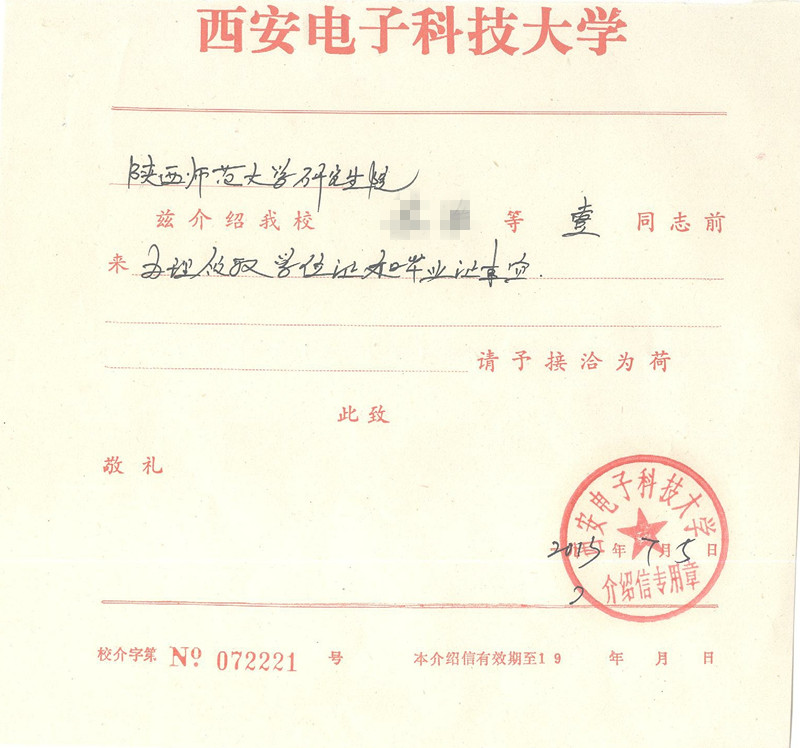 西安电子科技大学
陕西师范大学研究生院
兹介绍我校 等 壹 同志前
来 办理领取学位证和毕业证事宜.
请予接洽为荷
此致
敬礼
西安电子科技大学
2015 年 7 月 5 日
介绍信专用章
校介字第 No 072221 号 本介绍信有效期至19 年 月 日